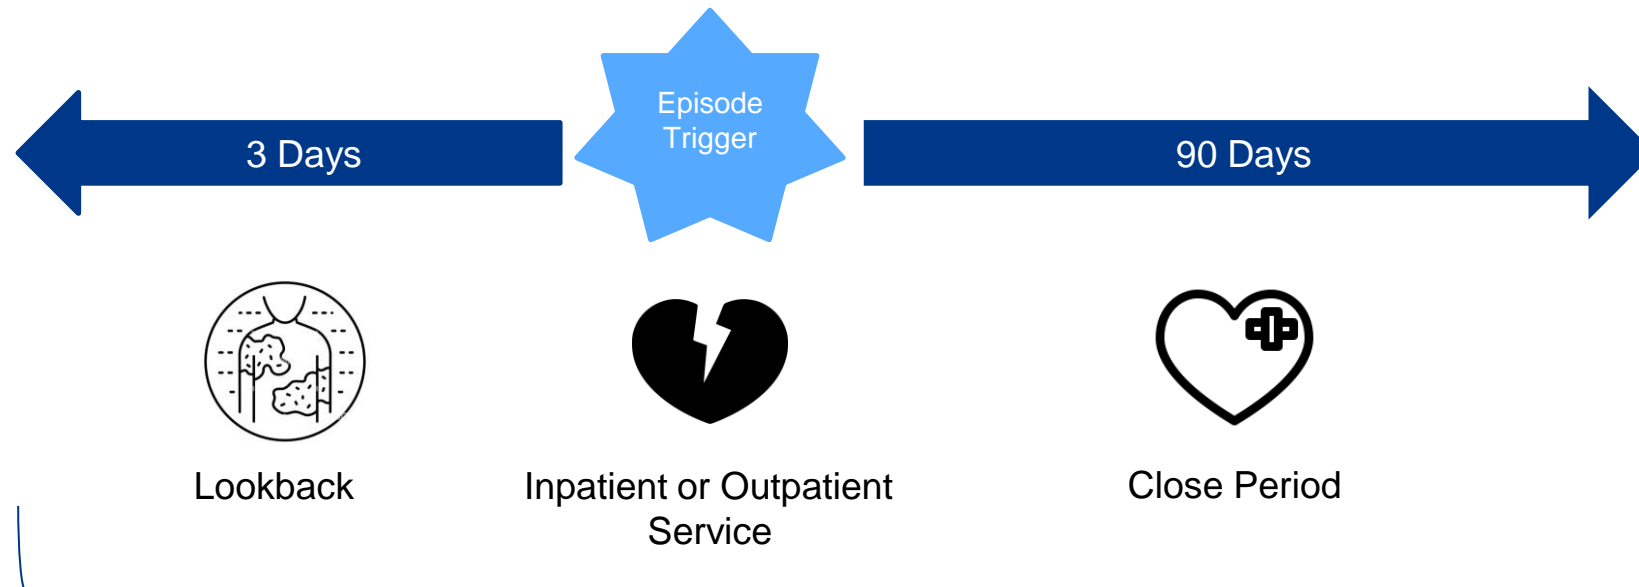 Episode
Trigger
3 Days
90 Days
Lookback
Inpatient or Outpatient
Service
Close Period